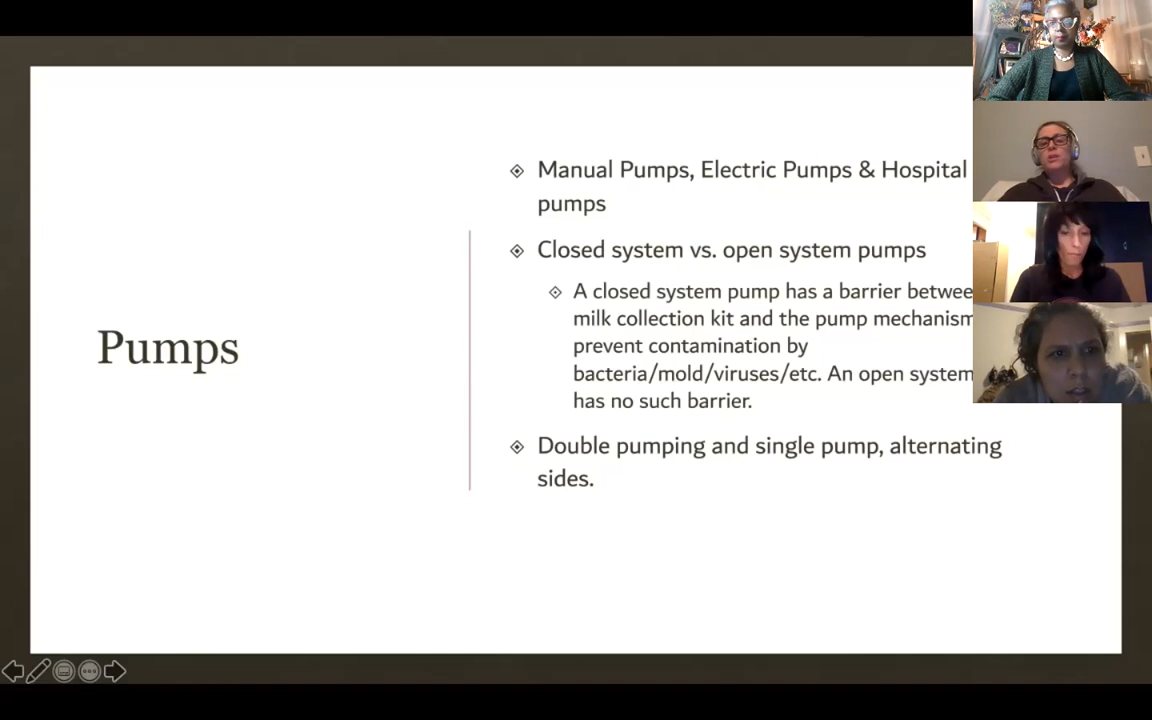 Pumps
Manual Pumps, Electric Pumps & Hospital
pumps
Closed system vs. open system pumps
A closed system pump has a barrier betwee
milk collection kit and the pump mechanism
prevent contamination by
bacteria/mold/viruses/etc. An open system
has no such barrier.
Double pumping and single pump, alternating
sides.